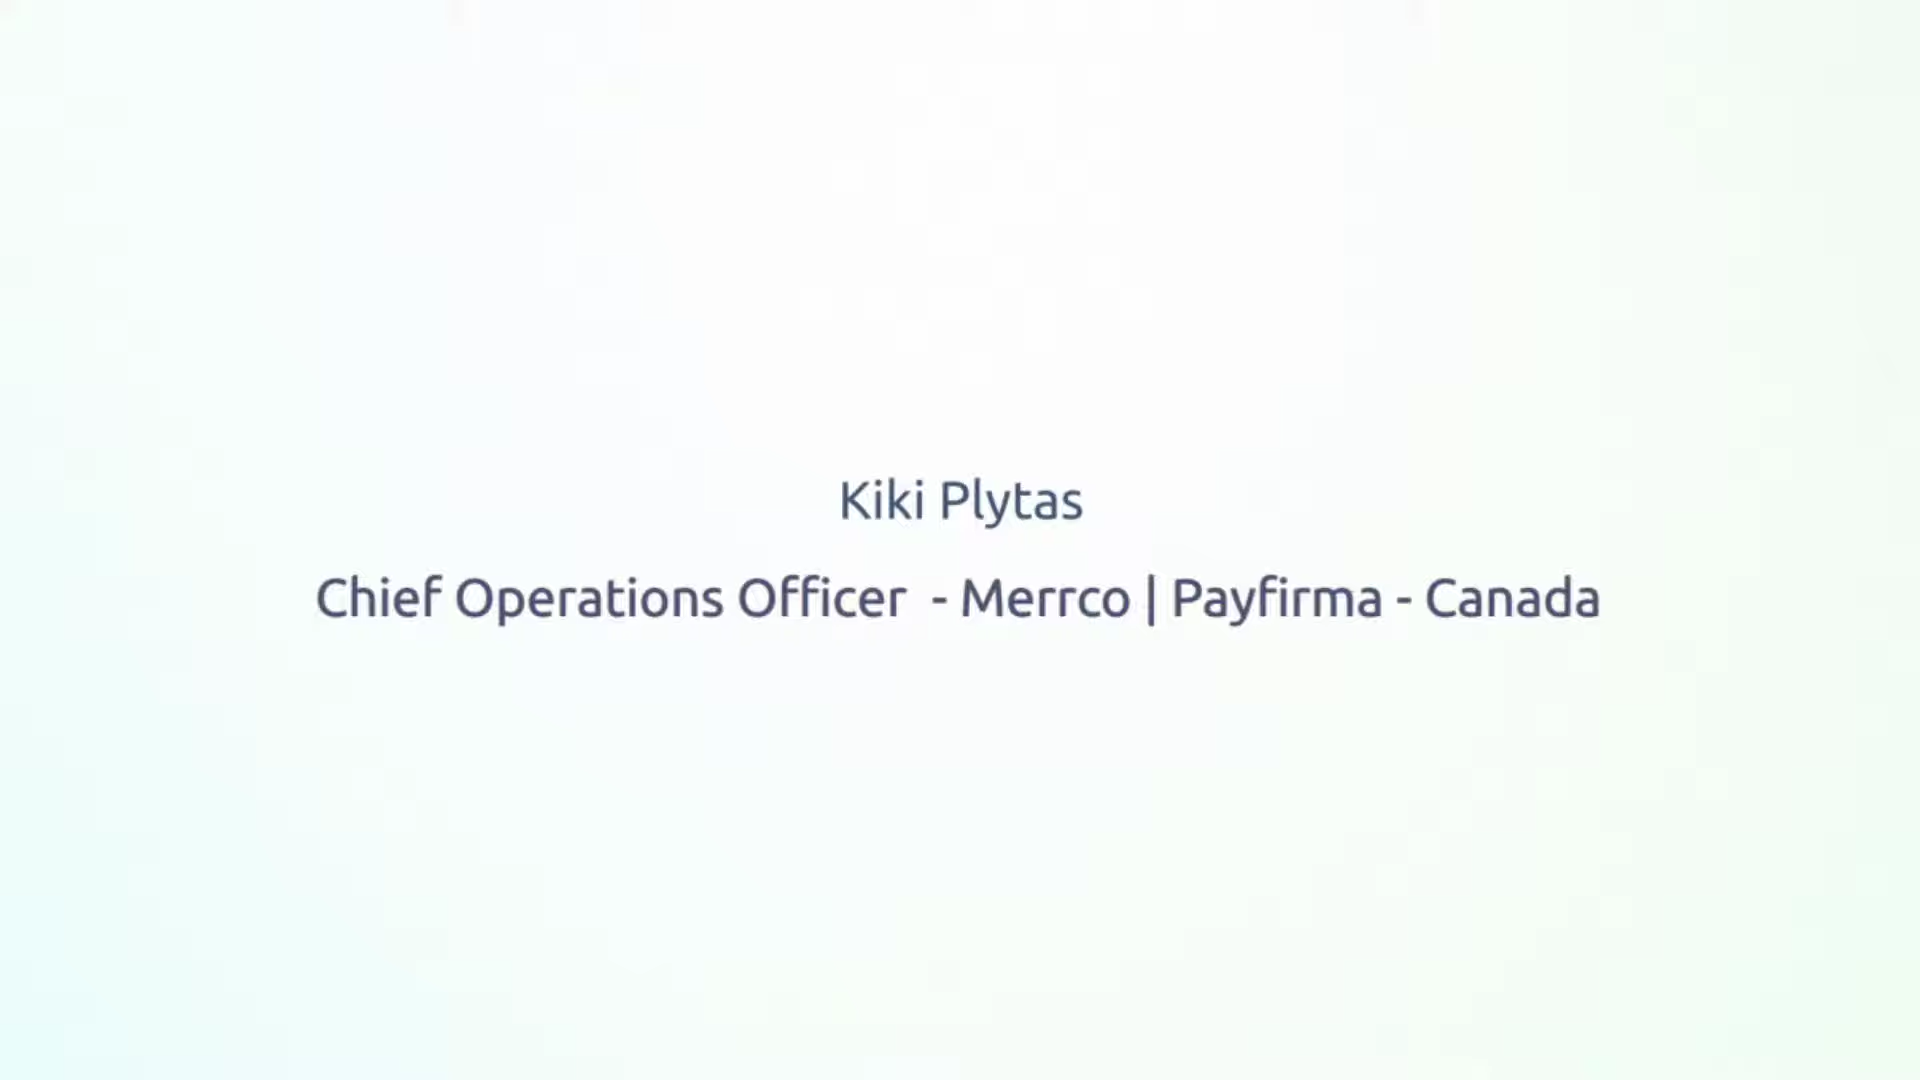 Kiki Plytas
Chief Operations Officer - Merrco | Payfirma - Canada